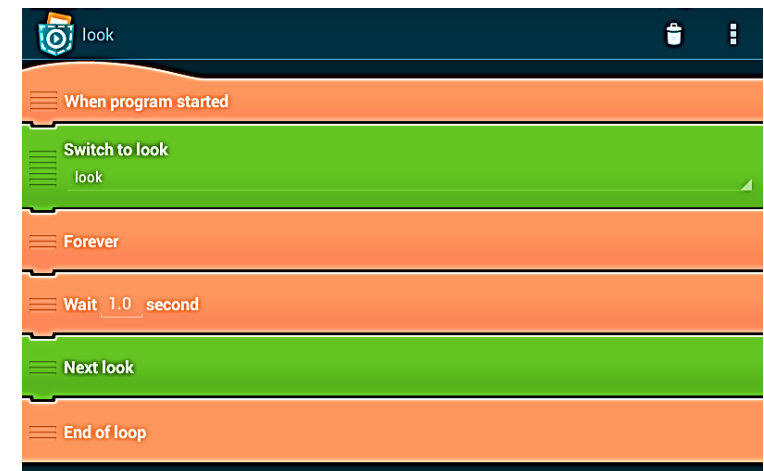 look
When program started
Switch to look
look
Forever
Wait 1.0 second
Next look
End of loop